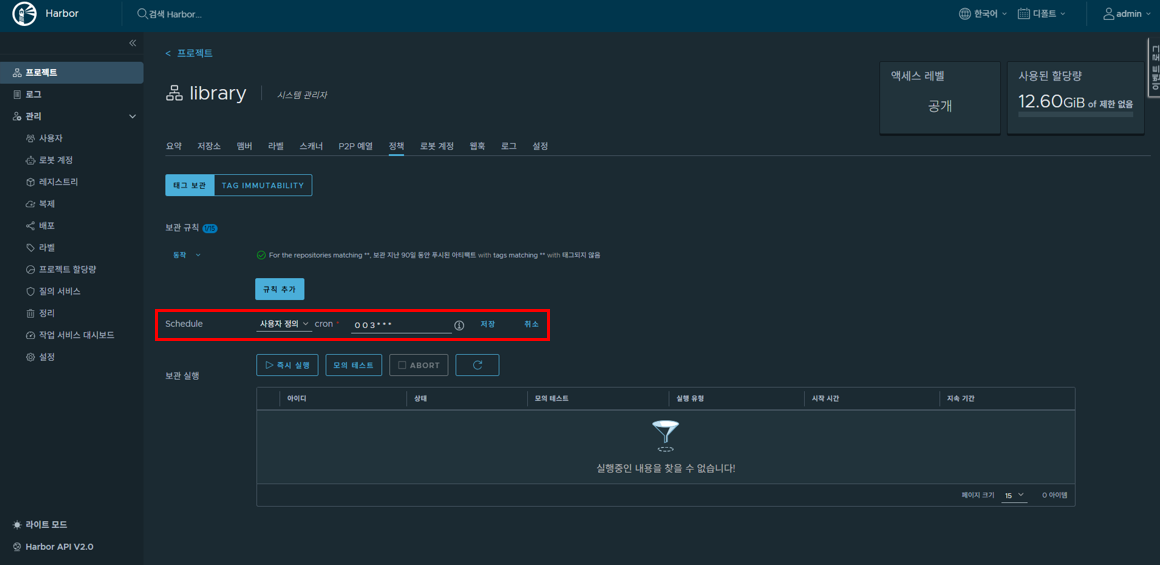 Harbor
검색 Harbor...
한국어
디폴트
admin
이벤트 로그
프로젝트
로그
관리
사용자
로봇 계정
레지스트리
복제
배포
라벨
프로젝트 할당량
질의 서비스
정리
작업 서비스 대시보드
설정
라이트 모드
Harbor API V2.0
< 프로젝트
library
시스템 관리자
액세스 레벨
공개
사용된 할당량
12.60GiB of 제한 없음
요약 저장소 멤버 라벨 스캐너 P2P 예열 정책 로봇 계정 웹훅 로그 설정
태그 보관 TAG IMMUTABILITY
보관 규칙 1/15
동작
For the repositories matching **, 보관 지난 90일 동안 푸시된 아티팩트 with tags matching ** with 태그되지 않음
규칙 추가
Schedule 사용자 정의 cron * 0 0 3 * * * 저장 취소
보관 실행
즉시 실행 모의 테스트 ABORT
아이디 상태 모의 테스트 실행 유형 시작 시간 지속 기간
실행중인 내용을 찾을 수 없습니다!
페이지 크기 15 0 아이템